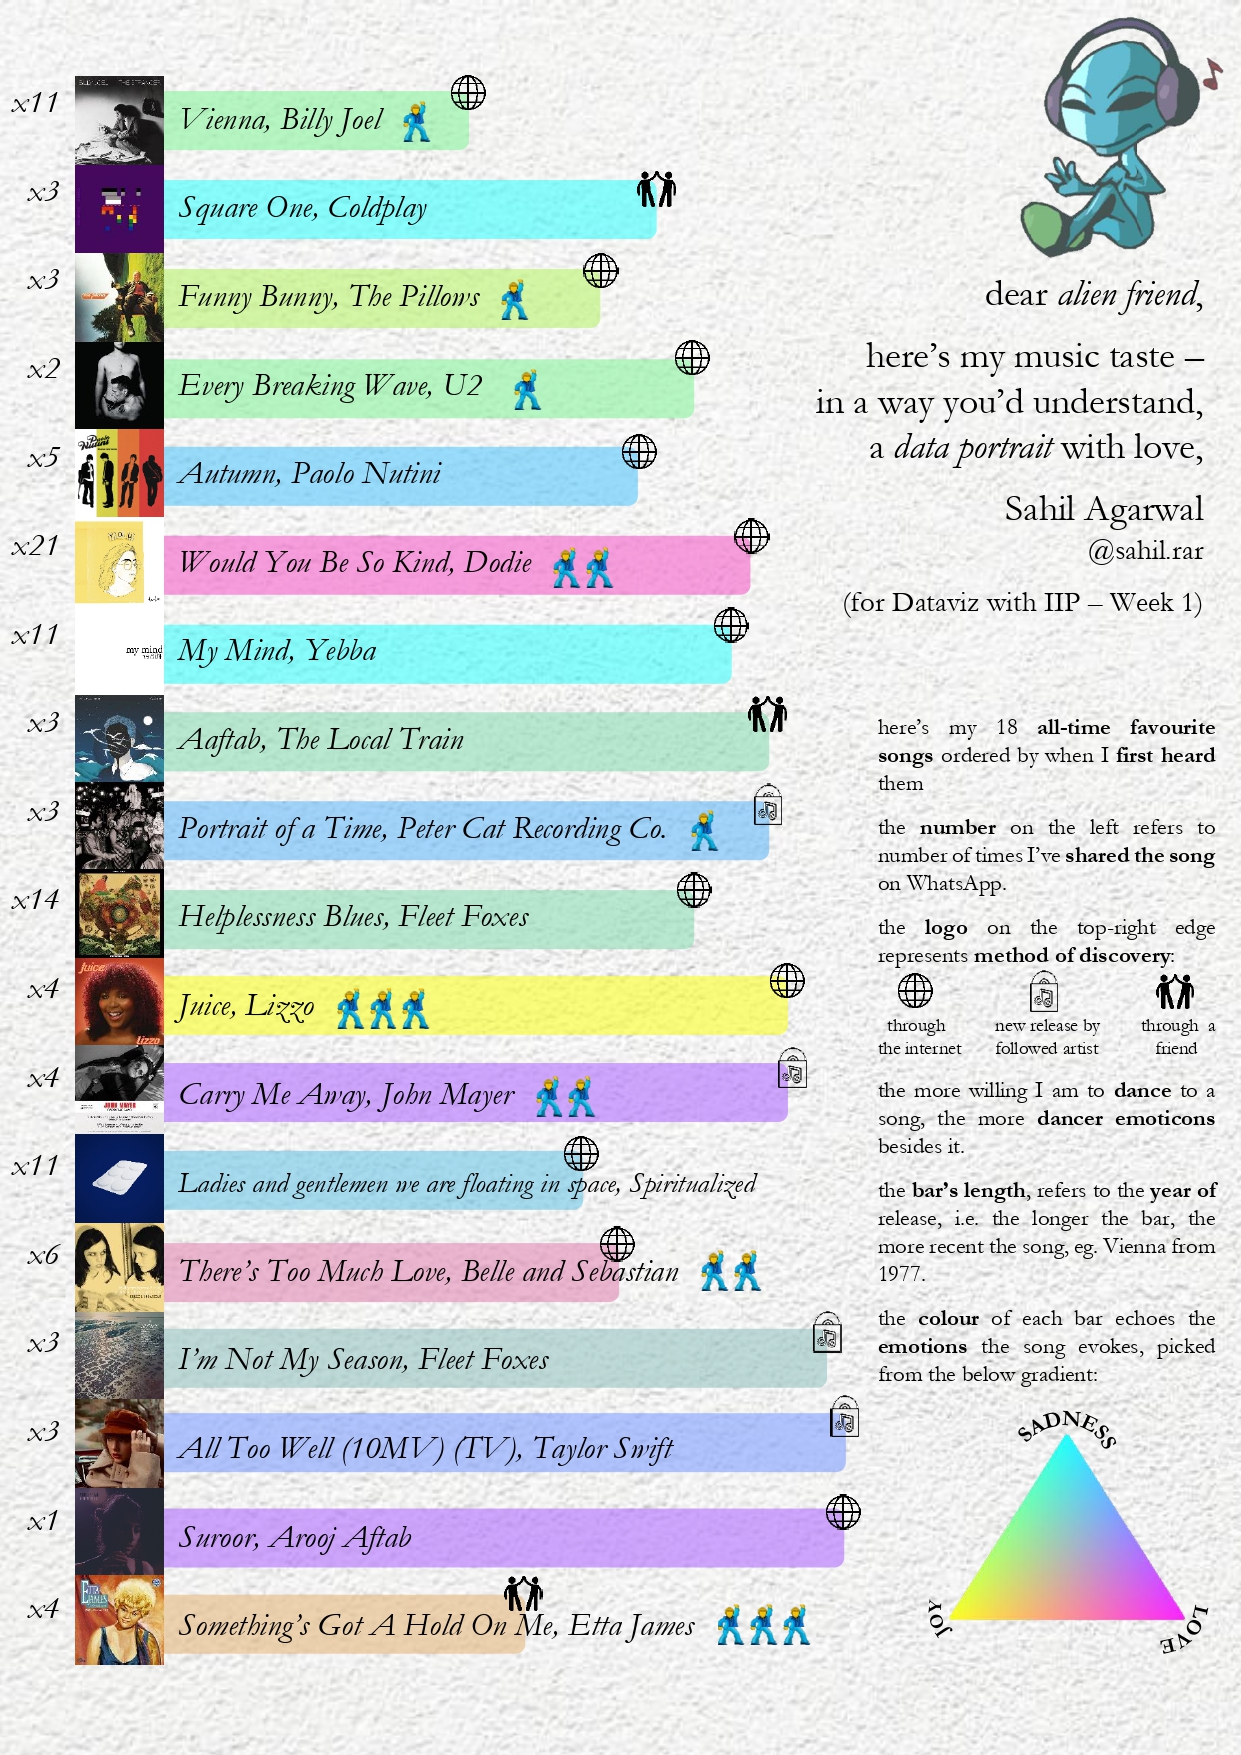 x11
Vienna, Billy Joel
x3
Square One, Coldplay
x3
Funny Bunny, The Pillows
x2
Every Breaking Wave, U2
x5
Autumn, Paolo Nutini
x21
Would You Be So Kind, Dodie
x11
my mind
My Mind, Yebba
x3
Aaftab, The Local Train
x3
Portrait of a Time, Peter Cat Recording Co.
x14
Helplessness Blues, Fleet Foxes
x4
Juice
lizzo
Juice, Lizzo
x4
JOHN MAYER
Carry Me Away, John Mayer
x11
Ladies and gentlemen we are floating in space, Spiritualized
x6
There's Too Much Love, Belle and Sebastian
x3
I'm Not My Season, Fleet Foxes
x3
All Too Well (10MV) (TV), Taylor Swift
x1
Suroor, Arooj Aftab
x4
Etta James
Something's Got A Hold On Me, Etta James
dear alien friend,
here's my music taste –
in a way you'd understand,
a data portrait with love,
Sahil Agarwal
@sahil.rar
(for Dataviz with IIP – Week 1)
here's my 18 all-time favourite
songs ordered by when I first heard
them
the number on the left refers to
number of times I've shared the song
on WhatsApp.
the logo on the top-right edge
represents method of discovery:
through
the internet
new release by
followed artist
through a
friend
the more willing I am to dance to a
song, the more dancer emoticons
besides it.
the bar's length, refers to the year of
release, i.e. the longer the bar, the
more recent the song, eg. Vienna from
1977.
the colour of each bar echoes the
emotions the song evokes, picked
from the below gradient:
SADNESS
JOY
LOVE